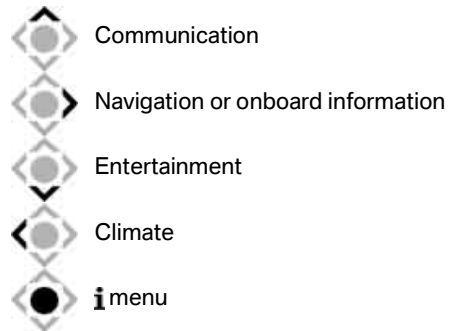 Communication
Navigation or onboard information
Entertainment
Climate
i menu